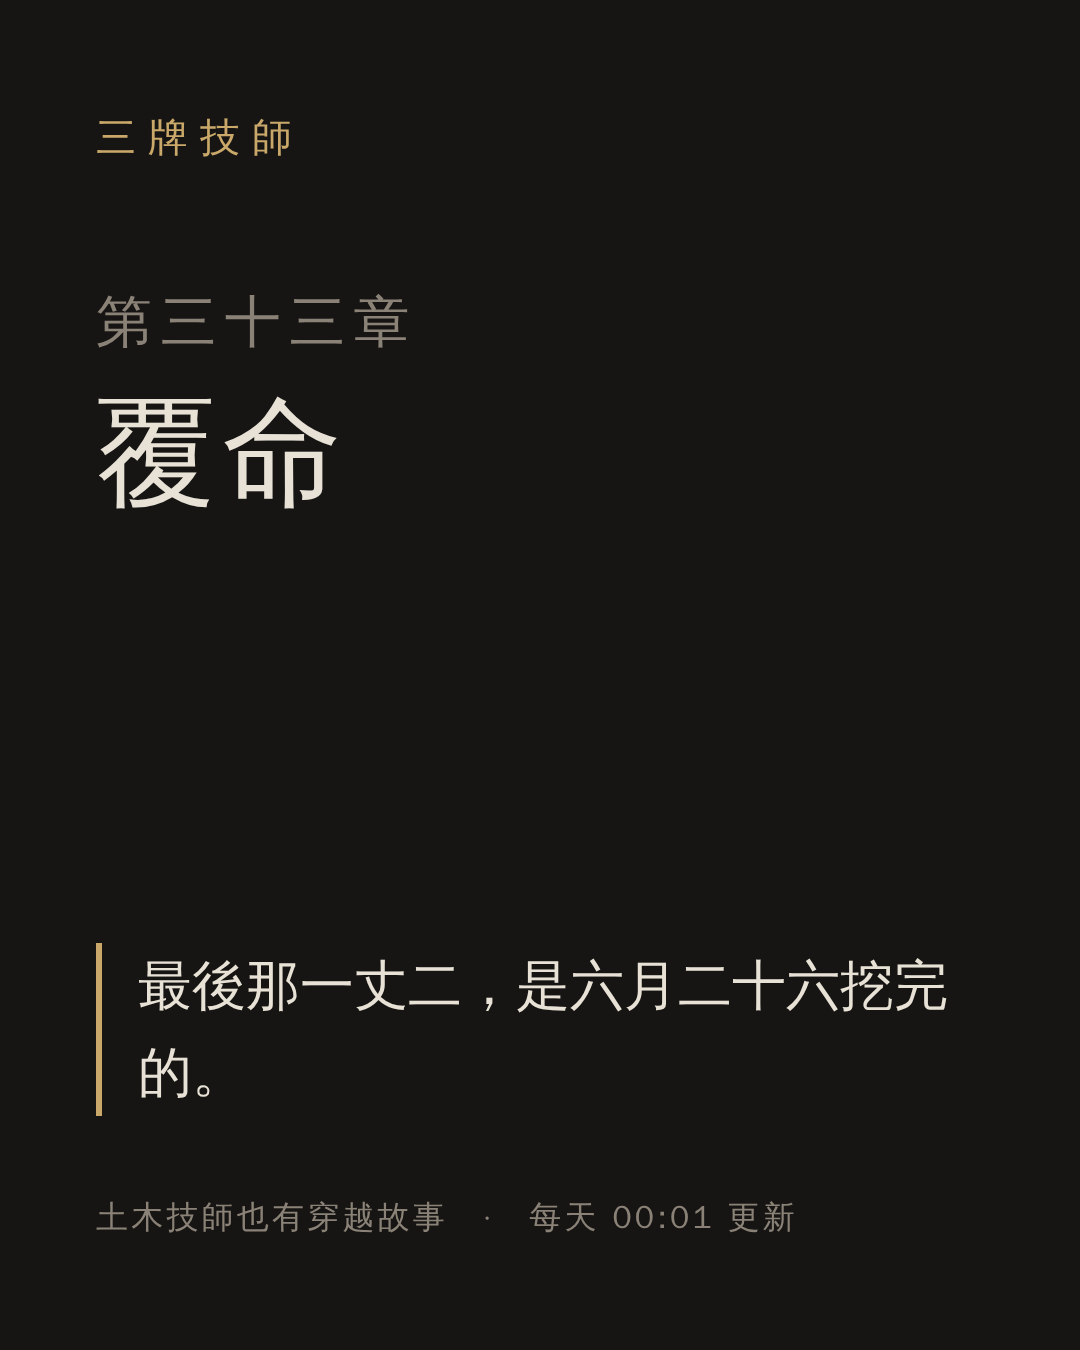 三牌技師
第三十三章
覆命
最後那一丈二，是六月二十六挖完
的。
土木技師也有穿越故事 · 每天 00:01 更新